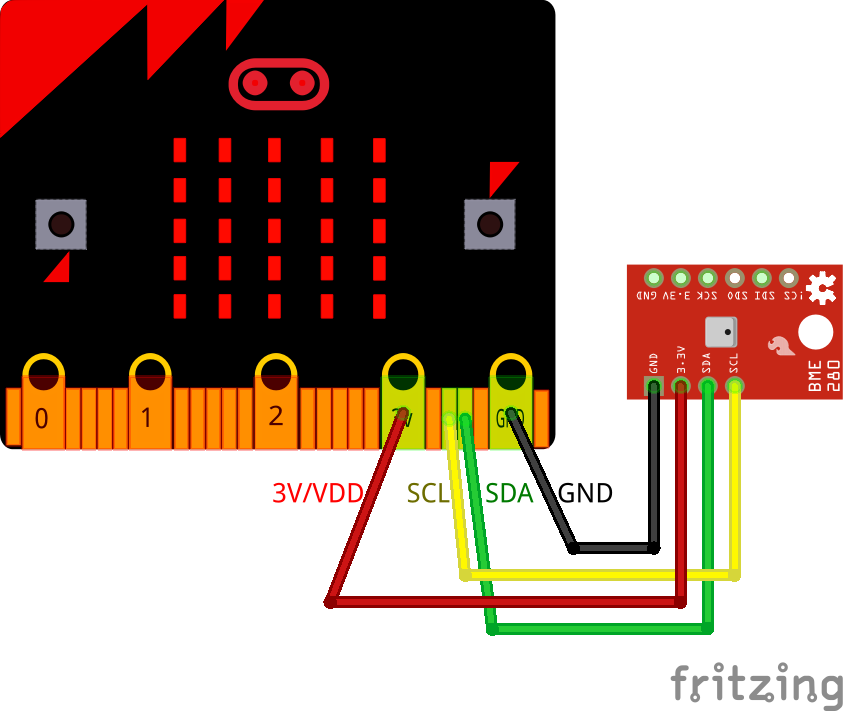 GND 3.3V SCK SDO SDI !CS
GND 3.3V SDA SCL
BME
280
0 1 2 3V GND
3V/VDD SCL SDA GND
fritzing